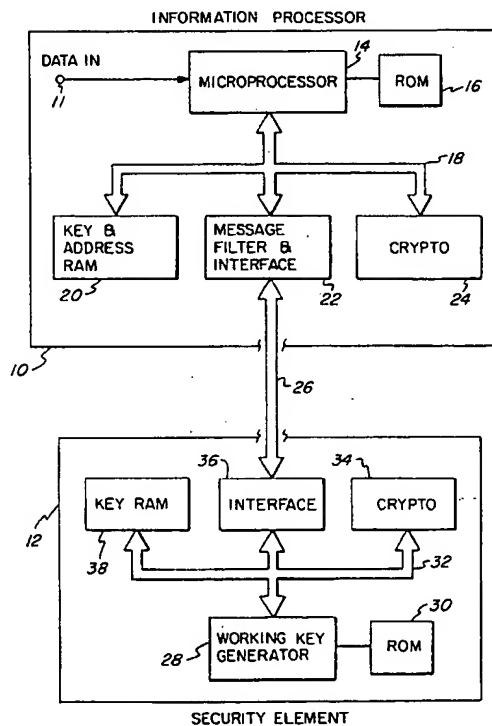 INFORMATION PROCESSOR
DATA IN
11
14
MICROPROCESSOR
ROM
16
18
KEY &
ADDRESS
RAM
20
MESSAGE
FILTER &
INTERFACE
22
CRYPTO
24
10
26
12
KEY RAM
38
36
INTERFACE
34
CRYPTO
32
28
WORKING KEY
GENERATOR
30
ROM
SECURITY ELEMENT